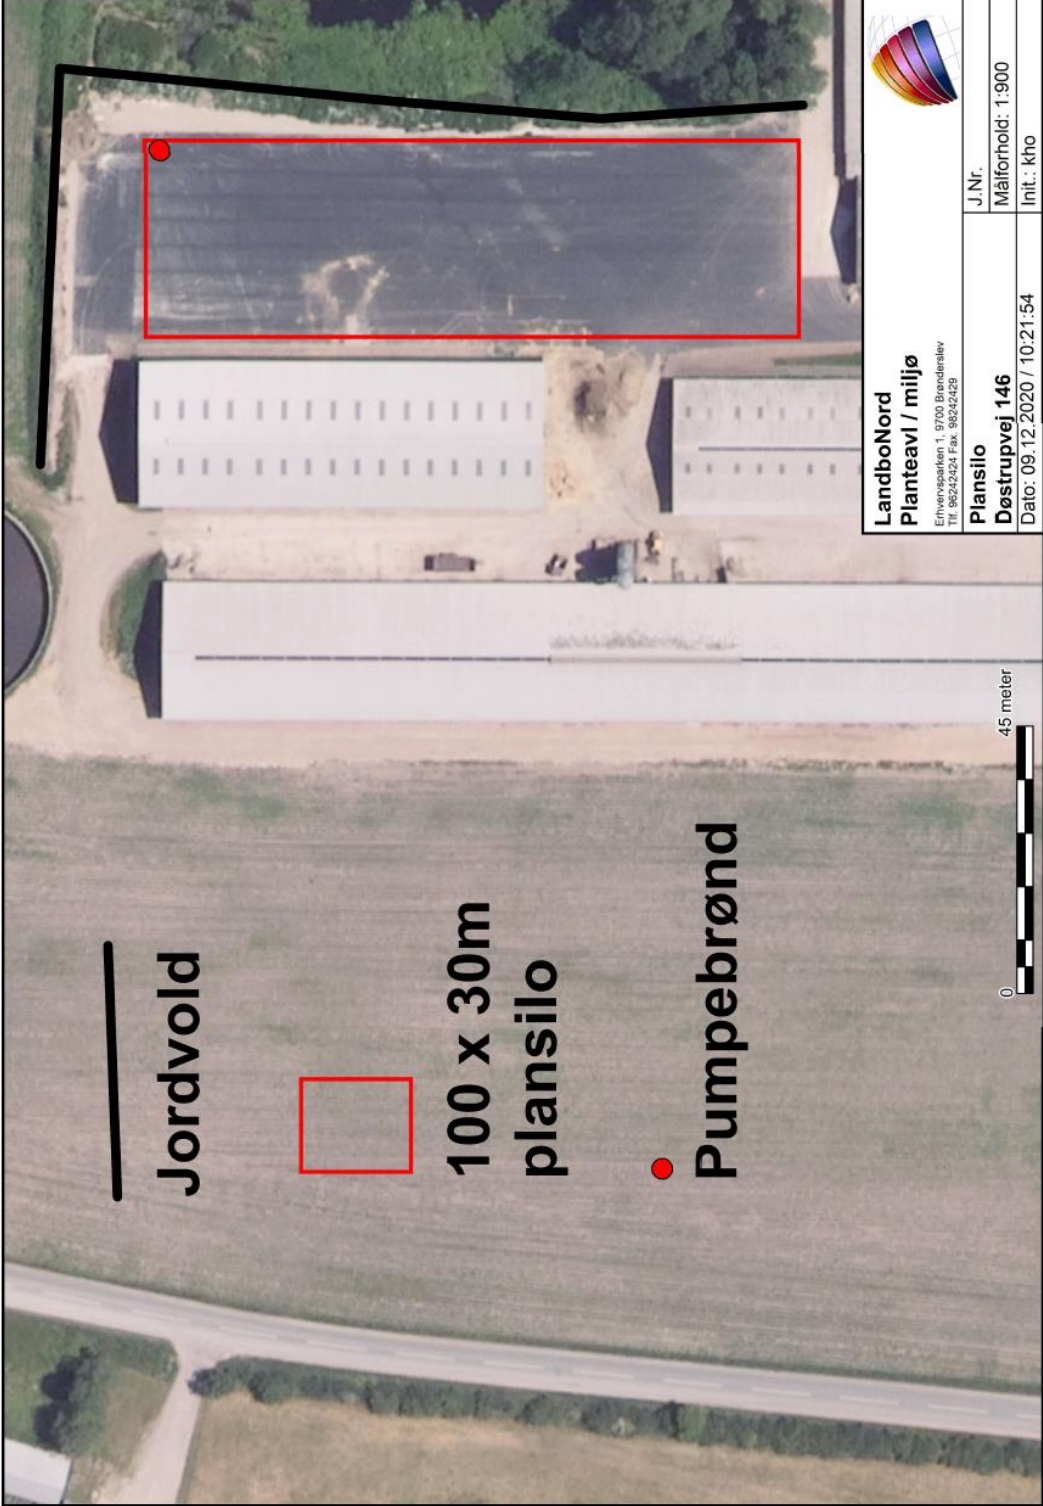 Jordvold
100 x 30m
plansilo
Pumpebrønd
0
45 meter
LandboNord
Planteavl / miljø
Erhvervsparken 1, 9700 Brønderslev
Tlf. 96242424 Fax. 98242429
Plansilo
Døstrupvej 146
Dato: 09.12.2020 / 10:21:54
J.Nr.
Målforhold: 1:900
Init.: kho